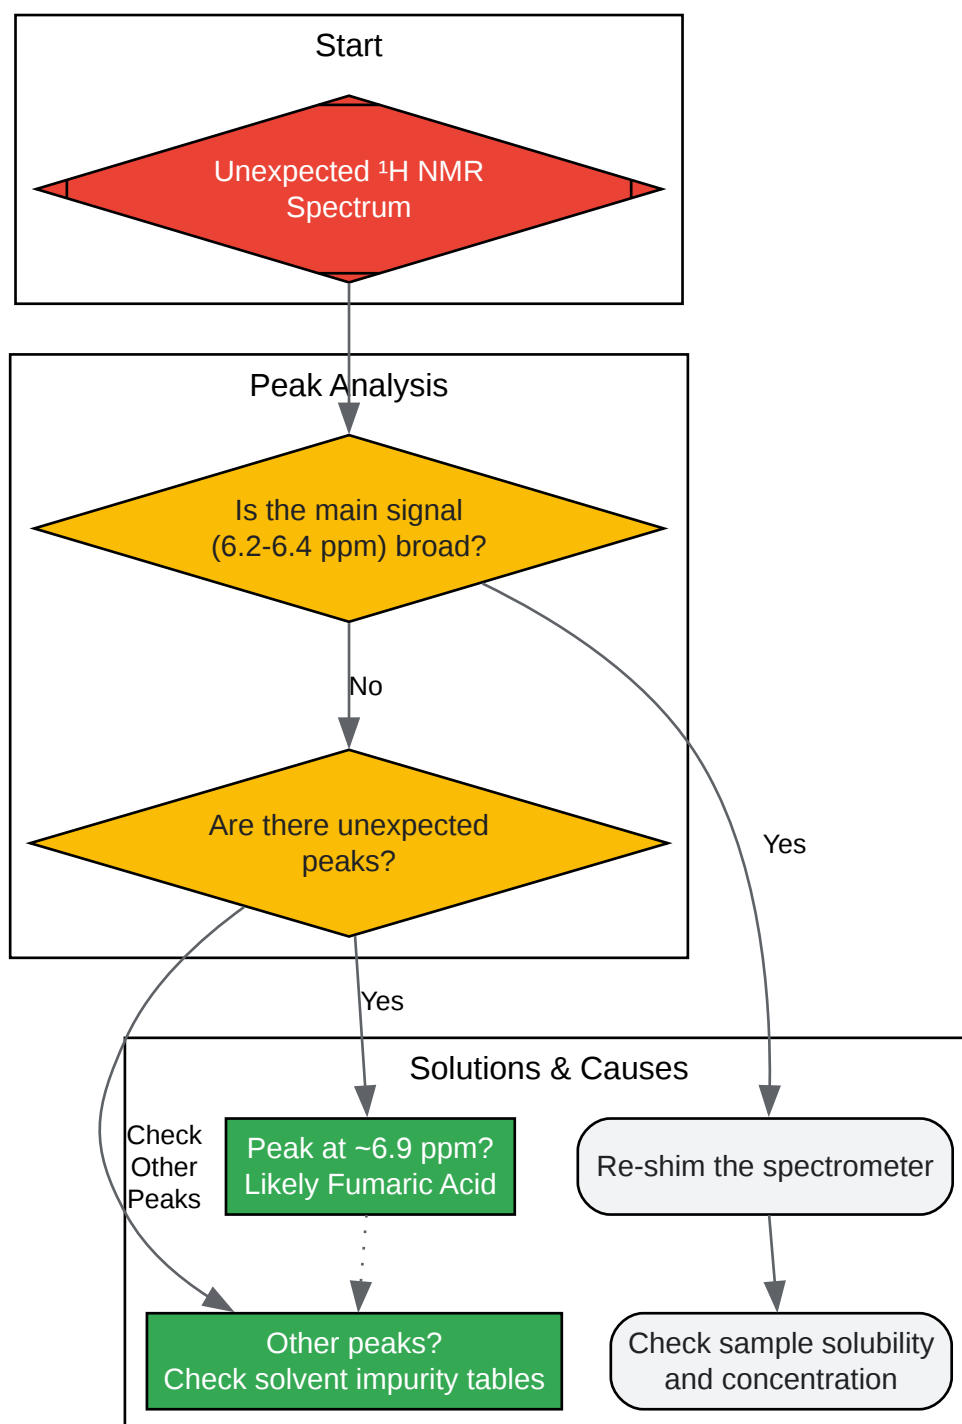 Start
Unexpected ¹H NMR
Spectrum
Peak Analysis
Is the main signal
(6.2-6.4 ppm) broad?
No
Are there unexpected
peaks?
Yes
Yes
Solutions & Causes
Check
Other
Peaks
Peak at ~6.9 ppm?
Likely Fumaric Acid
Re-shim the spectrometer
Other peaks?
Check solvent impurity tables
Check sample solubility
and concentration